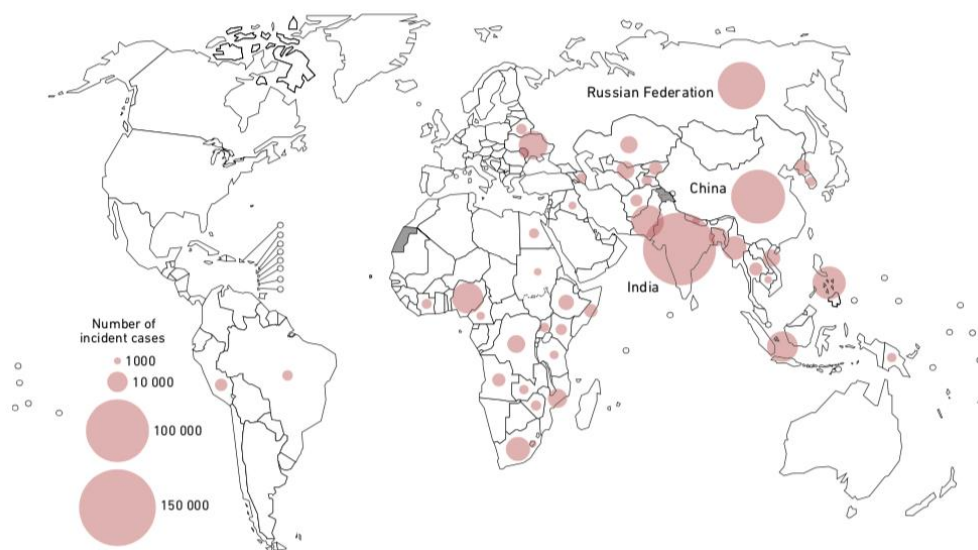 Russian Federation
China
India
Number of
incident cases
1000
10 000
100 000
150 000